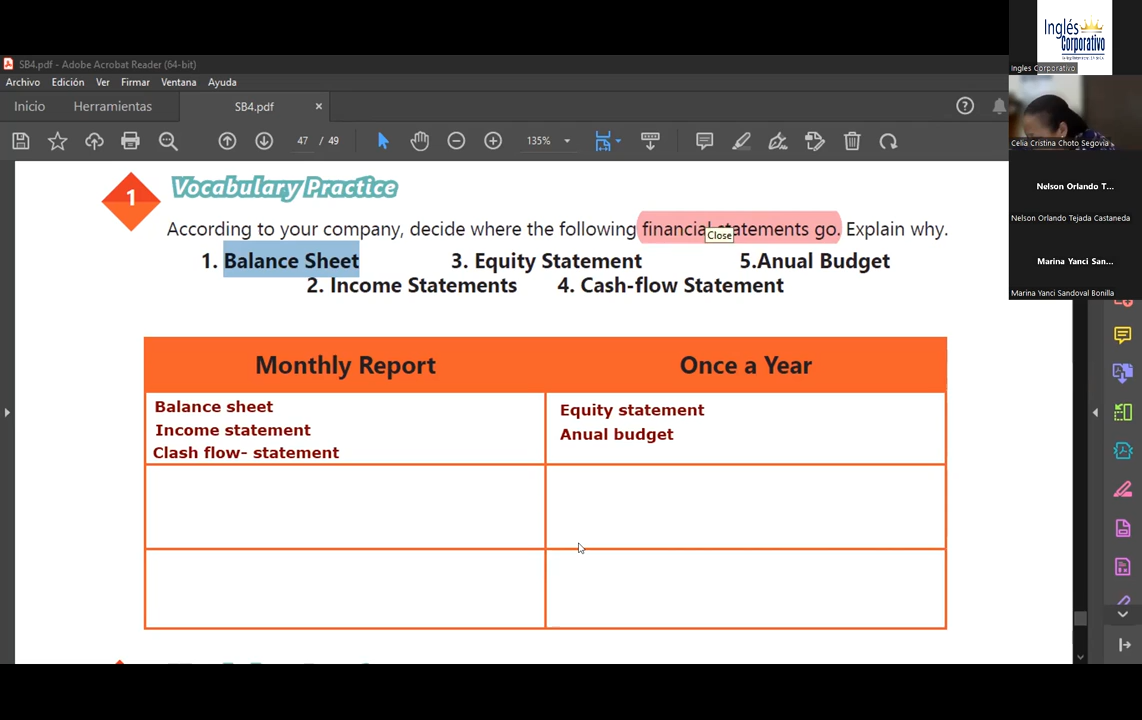 SB4.pdf - Adobe Acrobat Reader (64-bit)
Archivo Edición Ver Firmar Ventana Ayuda
Inicio Herramientas SB4.pdf ×
47 / 49 135%
1 Vocabulary Practice
According to your company, decide where the following financial statements go. Explain why.
Close
1. Balance Sheet 3. Equity Statement 5.Anual Budget
2. Income Statements 4. Cash-flow Statement
Monthly Report Once a Year
Balance sheet
Income statement
Clash flow- statement
Equity statement
Anual budget
Inglés
Corporativo
Ingles Corporativo
Celia Cristina Choto Segovia
Nelson Orlando T...
Nelson Orlando Tejada Castaneda
Marina Yanci San...
Marina Yanci Sandoval Bonilla